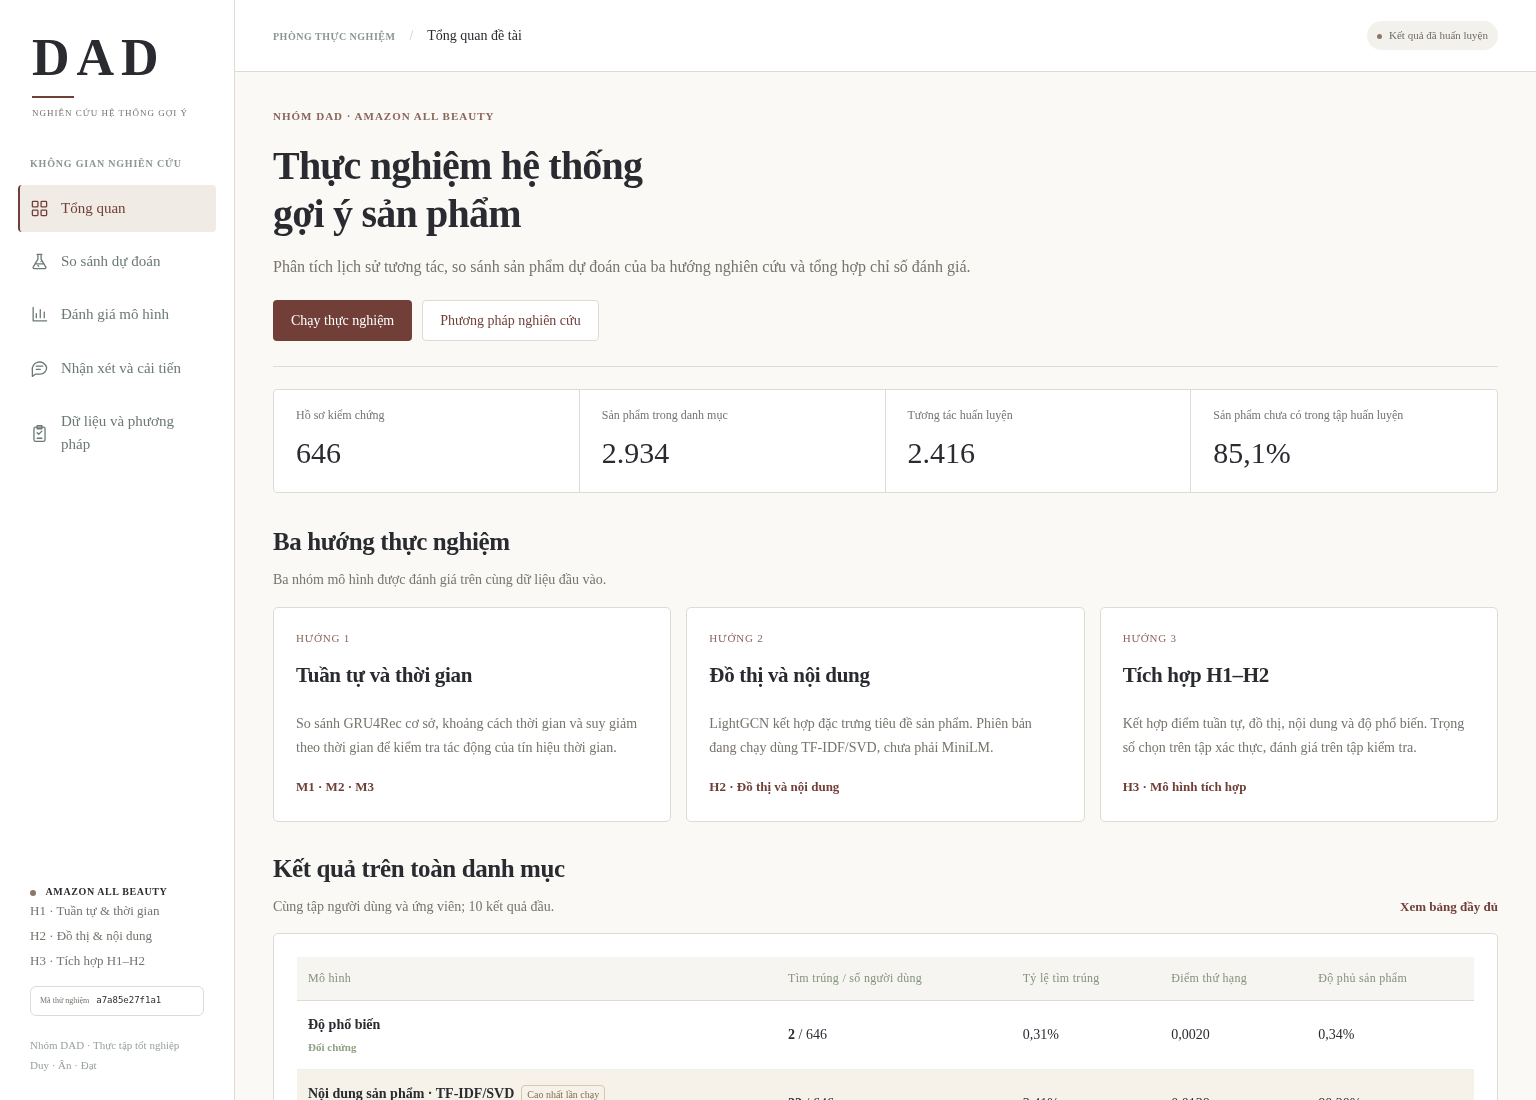 DAD
NGHIÊN CỨU HỆ THỐNG GỢI Ý
KHÔNG GIAN NGHIÊN CỨU
Tổng quan
So sánh dự đoán
Đánh giá mô hình
Nhận xét và cải tiến
Dữ liệu và phương
pháp
AMAZON ALL BEAUTY
H1 · Tuần tự & thời gian
H2 · Đồ thị & nội dung
H3 · Tích hợp H1–H2
Mã thử nghiệm a7a85e27f1a1
Nhóm DAD · Thực tập tốt nghiệp
Duy · Ân · Đạt
PHÒNG THỰC NGHIỆM / Tổng quan đề tài
Kết quả đã huấn luyện
NHÓM DAD · AMAZON ALL BEAUTY
Thực nghiệm hệ thống
gợi ý sản phẩm
Phân tích lịch sử tương tác, so sánh sản phẩm dự đoán của ba hướng nghiên cứu và tổng hợp chỉ số đánh giá.
Chạy thực nghiệm
Phương pháp nghiên cứu
Hồ sơ kiểm chứng
646
Sản phẩm trong danh mục
2.934
Tương tác huấn luyện
2.416
Sản phẩm chưa có trong tập huấn luyện
85,1%
Ba hướng thực nghiệm
Ba nhóm mô hình được đánh giá trên cùng dữ liệu đầu vào.
HƯỚNG 1
Tuần tự và thời gian
So sánh GRU4Rec cơ sở, khoảng cách thời gian và suy giảm
theo thời gian để kiểm tra tác động của tín hiệu thời gian.
M1 · M2 · M3
HƯỚNG 2
Đồ thị và nội dung
LightGCN kết hợp đặc trưng tiêu đề sản phẩm. Phiên bản
đang chạy dùng TF-IDF/SVD, chưa phải MiniLM.
H2 · Đồ thị và nội dung
HƯỚNG 3
Tích hợp H1–H2
Kết hợp điểm tuần tự, đồ thị, nội dung và độ phổ biến. Trọng
số chọn trên tập xác thực, đánh giá trên tập kiểm tra.
H3 · Mô hình tích hợp
Kết quả trên toàn danh mục
Cùng tập người dùng và ứng viên; 10 kết quả đầu.
Xem bảng đầy đủ
Mô hình Tìm trúng / số người dùng Tỷ lệ tìm trúng Điểm thứ hạng Độ phủ sản phẩm
Độ phổ biến 2 / 646 0,31% 0,0020 0,34%
Đối chứng
Nội dung sản phẩm · TF-IDF/SVD Cao nhất lần chạy